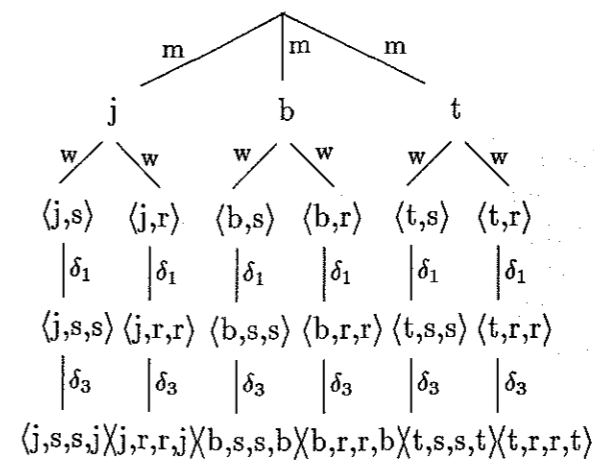 m m m
j b t
w w w w w w
⟨j,s⟩ ⟨j,r⟩ ⟨b,s⟩ ⟨b,r⟩ ⟨t,s⟩ ⟨t,r⟩
δ₁ δ₁ δ₁ δ₁ δ₁ δ₁
⟨j,s,s⟩ ⟨j,r,r⟩ ⟨b,s,s⟩ ⟨b,r,r⟩ ⟨t,s,s⟩ ⟨t,r,r⟩
δ₃ δ₃ δ₃ δ₃ δ₃ δ₃
⟨j,s,s,j⟩⟨j,r,r,j⟩⟨b,s,s,b⟩⟨b,r,r,b⟩⟨t,s,s,t⟩⟨t,r,r,t⟩